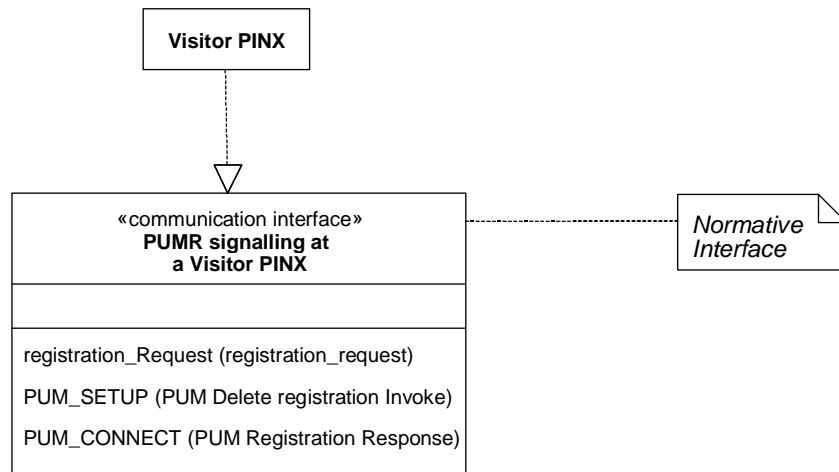 Visitor PINX
«communication interface»
PUMR signalling at
a Visitor PINX
Normative
Interface
registration_Request (registration_request)
PUM_SETUP (PUM Delete registration Invoke)
PUM_CONNECT (PUM Registration Response)